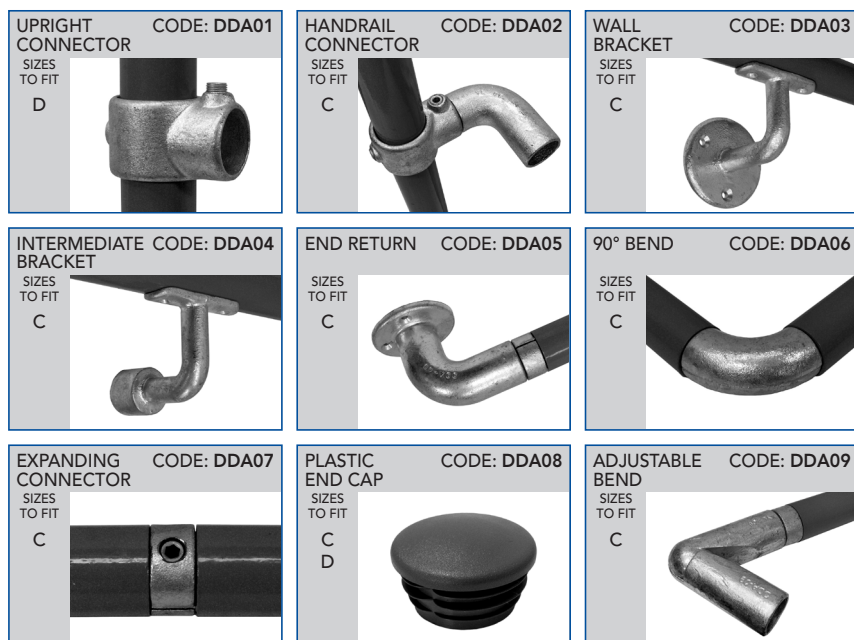 UPRIGHT CONNECTOR CODE: DDA01
SIZES
TO FIT
D
HANDRAIL CONNECTOR CODE: DDA02
SIZES
TO FIT
C
WALL BRACKET CODE: DDA03
SIZES
TO FIT
C
INTERMEDIATE BRACKET CODE: DDA04
SIZES
TO FIT
C
END RETURN CODE: DDA05
SIZES
TO FIT
C
90° BEND CODE: DDA06
SIZES
TO FIT
C
EXPANDING CONNECTOR CODE: DDA07
SIZES
TO FIT
C
PLASTIC END CAP CODE: DDA08
SIZES
TO FIT
C
D
ADJUSTABLE BEND CODE: DDA09
SIZES
TO FIT
C